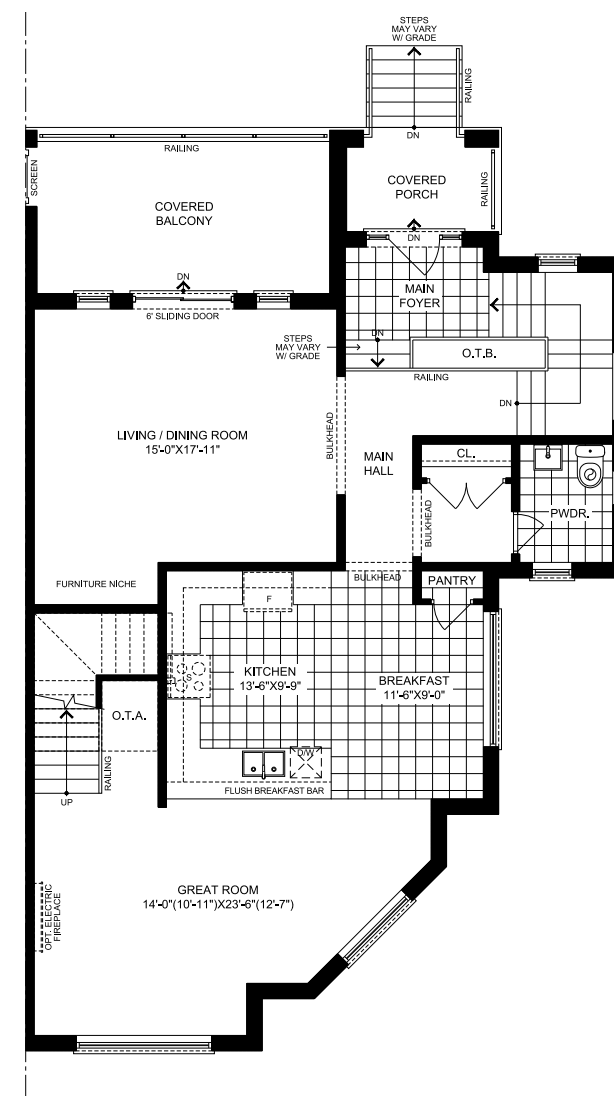 STEPS
MAY VARY
W/ GRADE
RAILING
DN
RAILING
SCREEN
COVERED
BALCONY
COVERED
PORCH
RAILING
DN
DN
6' SLIDING DOOR
MAIN
FOYER
STEPS
MAY VARY
W/ GRADE
DN
O.T.B.
RAILING
DN
LIVING / DINING ROOM
15'-0"X17'-11"
BULKHEAD
MAIN
HALL
CL.
BULKHEAD
PWDR.
FURNITURE NICHE
BULKHEAD
PANTRY
F
S
KITCHEN
13'-6"X9'-9"
BREAKFAST
11'-6"X9'-0"
O.T.A.
RAILING
UP
D/W
FLUSH BREAKFAST BAR
GREAT ROOM
14'-0"(10'-11")X23'-6"(12'-7")
OPT. ELECTRIC
FIREPLACE